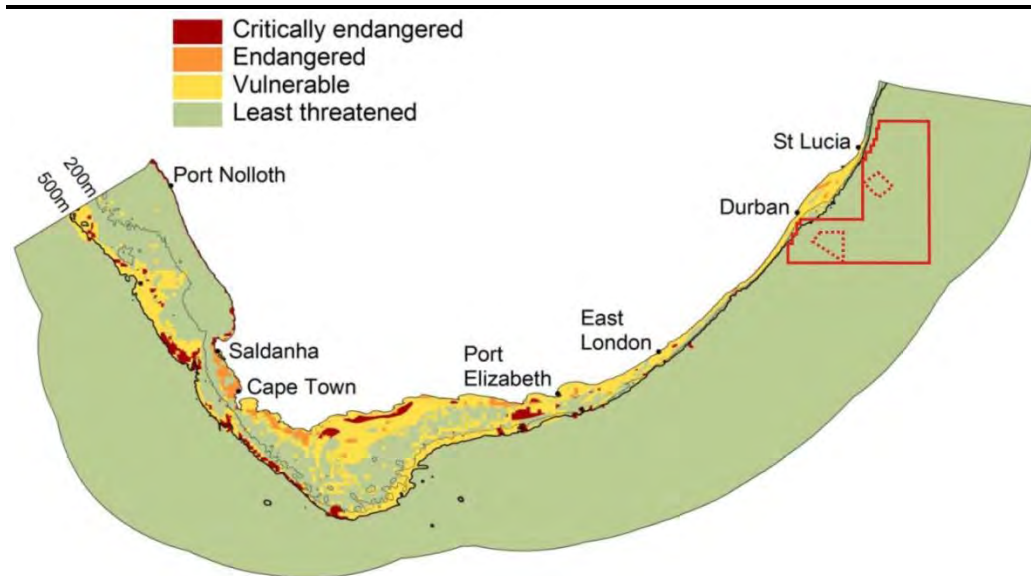 Critically endangered
Endangered
Vulnerable
Least threatened
St Lucia
200m
Port Nolloth
500m
Durban
East
London
Port
Elizabeth
Saldanha
Cape Town